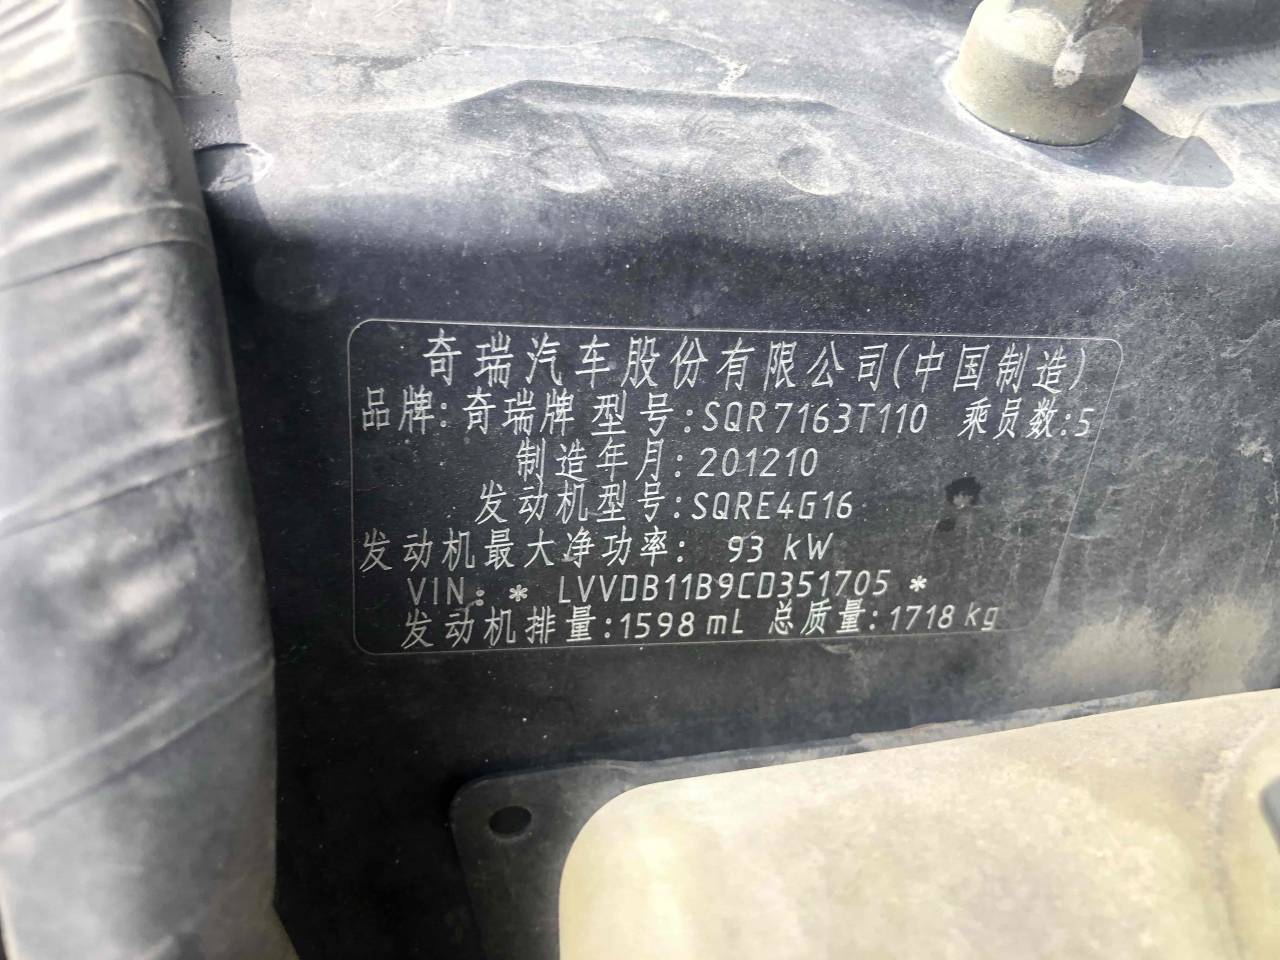 奇瑞汽车股份有限公司(中国制造)
品牌:奇瑞牌 型号:SQR7163T110 乘员数:5
制造年月:201210
发动机型号:SQRE4G16
发动机最大净功率: 93 kW
VIN: * LVVDB11B9CD351705 *
发动机排量:1598 mL 总质量:1718 kg